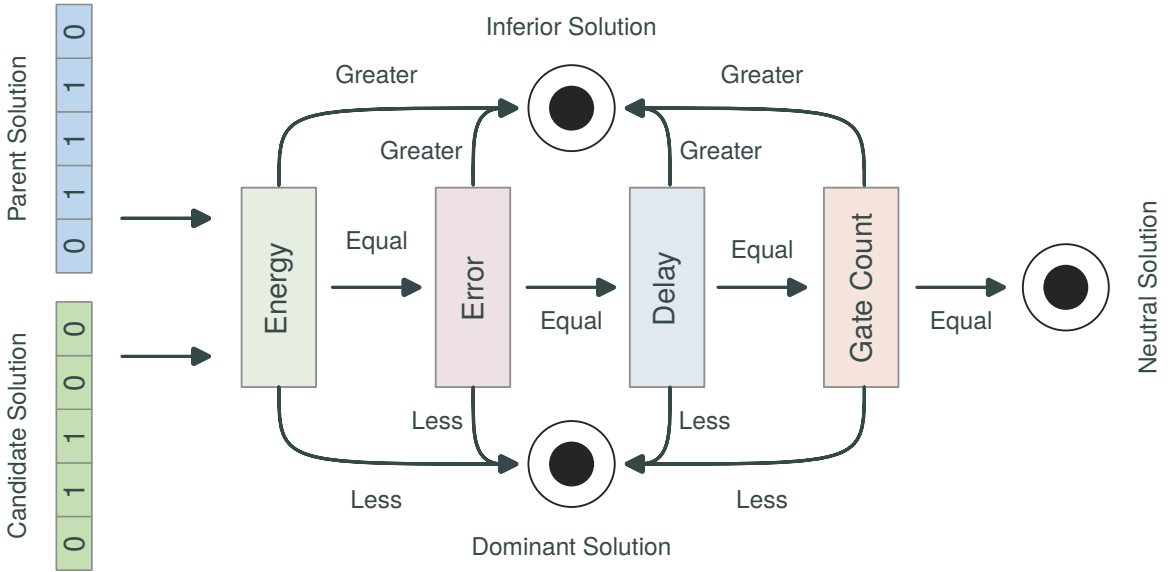 Parent Solution
0 1 1 1 0
Candidate Solution
0 1 1 0 0
Inferior Solution
Greater
Greater
Greater
Greater
Energy
Equal
Error
Equal
Delay
Equal
Gate Count
Equal
Neutral Solution
Less
Less
Less
Less
Dominant Solution